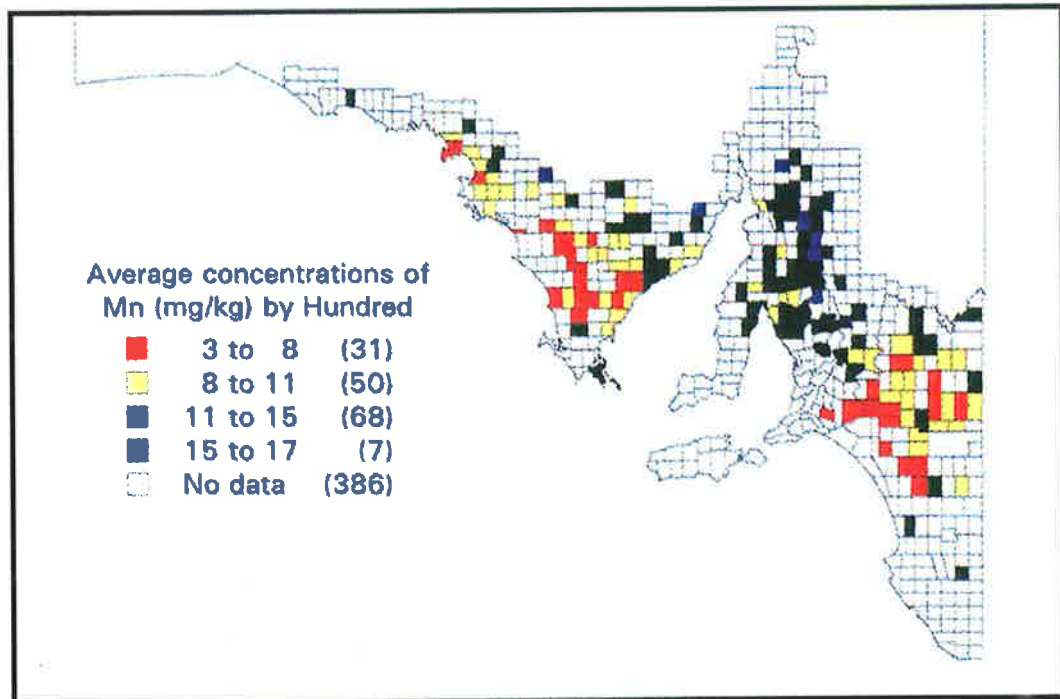 Average concentrations of
Mn (mg/kg) by Hundred
3 to 8 (31)
8 to 11 (50)
11 to 15 (68)
15 to 17 (7)
No data (386)